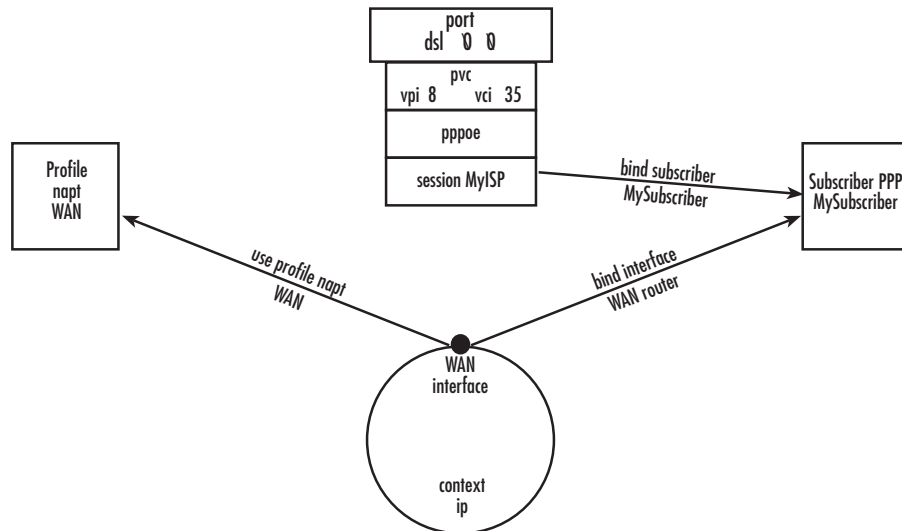 port
dsl 0 0
pvc
vpi 8 vci 35
pppoe
session MyISP
Profile
napt
WAN
bind subscriber
MySubscriber
Subscriber PPP
MySubscriber
use profile napt
WAN
bind interface
WAN router
WAN
interface
context
ip